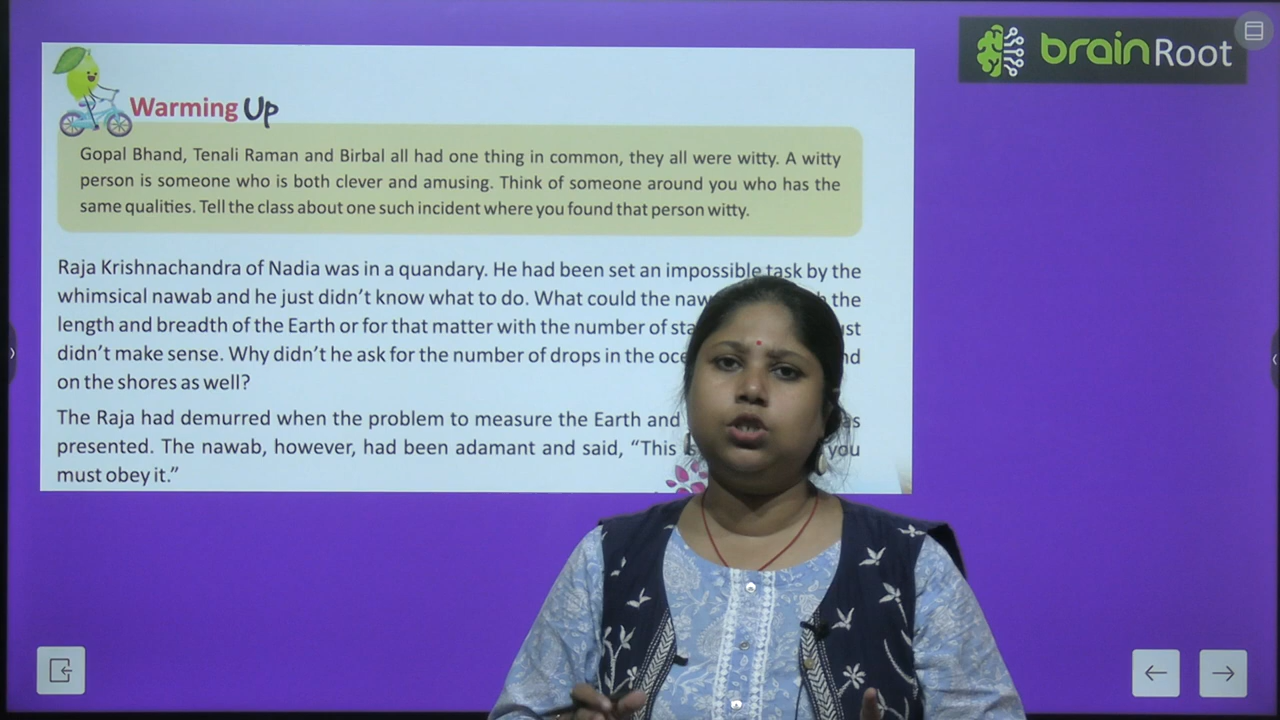 brainRoot
Warming Up
Gopal Bhand, Tenali Raman and Birbal all had one thing in common, they all were witty. A witty
person is someone who is both clever and amusing. Think of someone around you who has the
same qualities. Tell the class about one such incident where you found that person witty.
Raja Krishnachandra of Nadia was in a quandary. He had been set an impossible task by the
whimsical nawab and he just didn't know what to do. What could the the
length and breadth of the Earth or for that matter with the number of
didn't make sense. Why didn't he ask for the number of drops in the
on the shores as well?
The Raja had demurred when the problem to measure the Earth and
presented. The nawab, however, had been adamant and said, “This you
must obey it.”